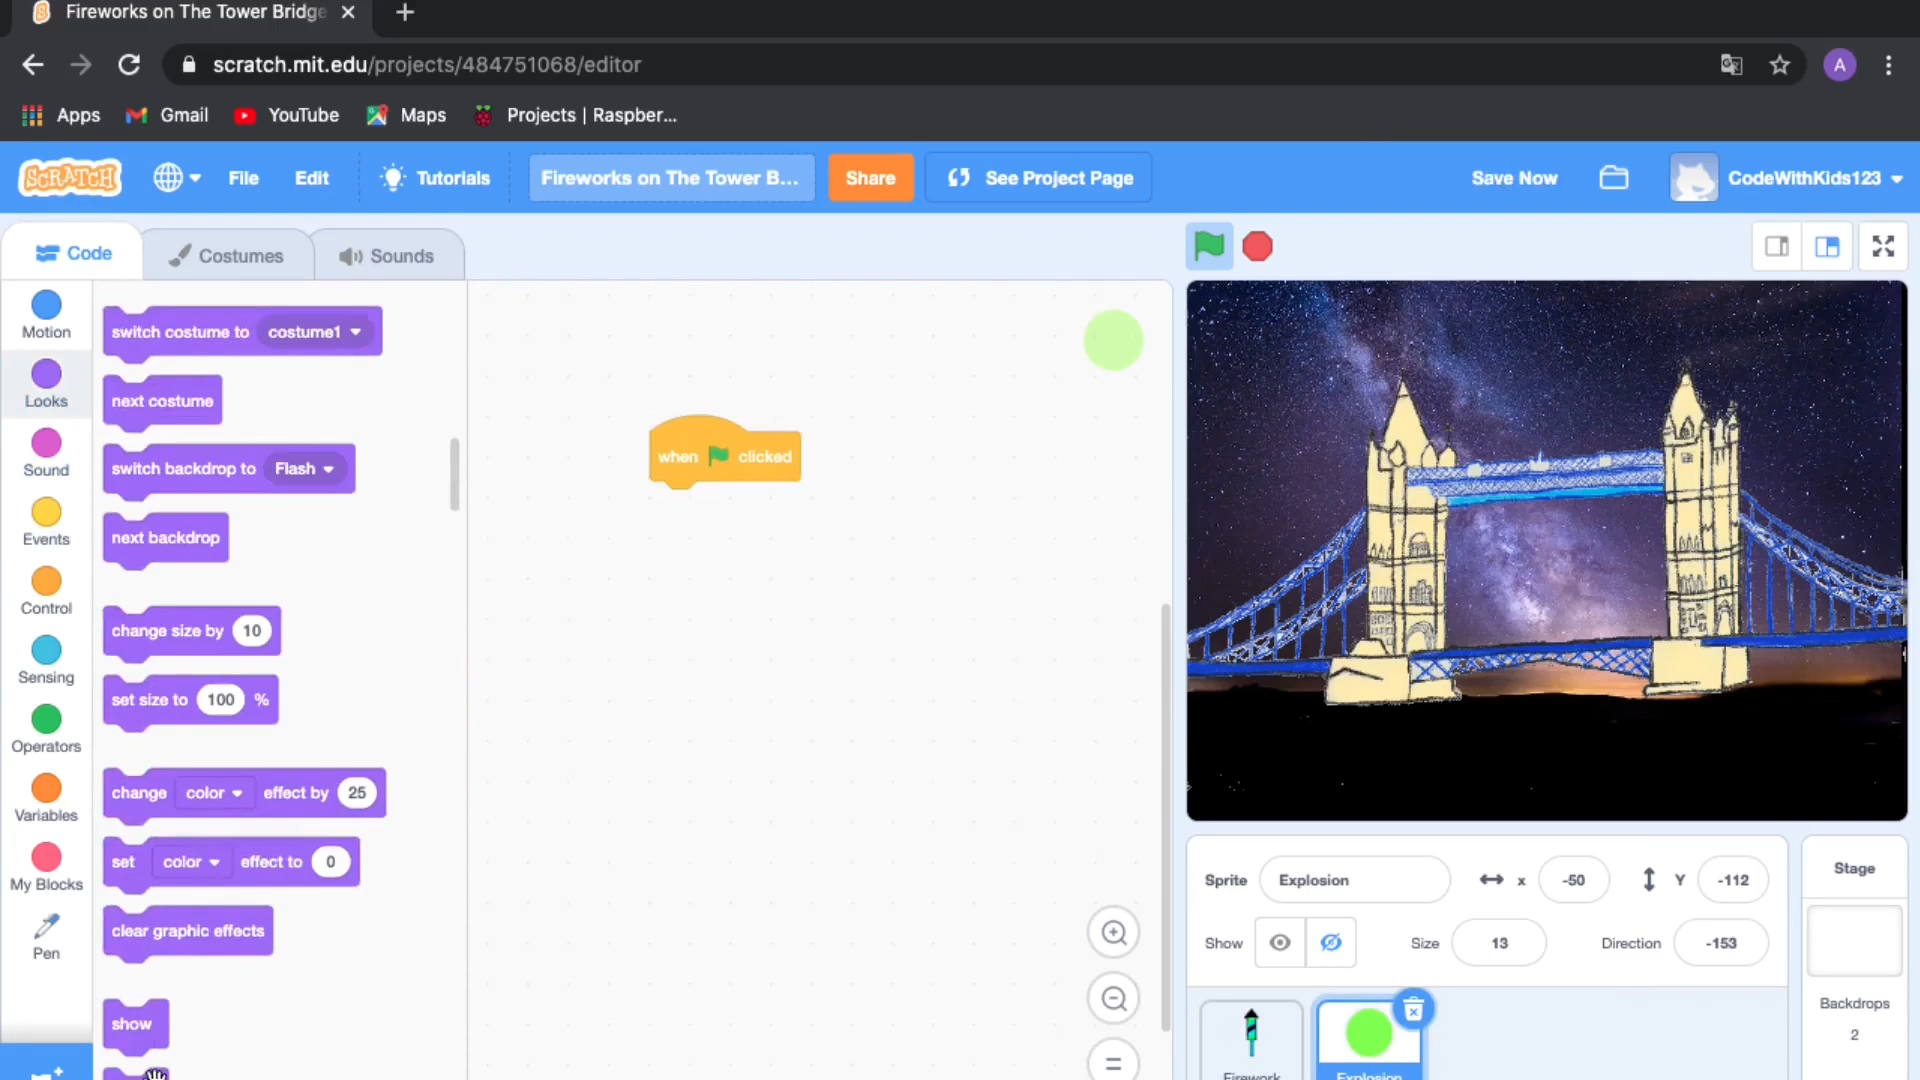 Fireworks on The Tower Bridge
scratch.mit.edu/projects/484751068/editor
A
Apps
Gmail
YouTube
Maps
Projects | Raspber...
SCRATCH
File
Edit
Tutorials
Fireworks on The Tower B...
Share
See Project Page
Save Now
CodeWithKids123
Code
Costumes
Sounds
Motion
Looks
Sound
Events
Control
Sensing
Operators
Variables
My Blocks
Pen
switch costume to costume1
next costume
switch backdrop to Flash
next backdrop
change size by 10
set size to 100 %
change color effect by 25
set color effect to 0
clear graphic effects
show
when clicked
Sprite Explosion x -50 Y -112
Show Size 13 Direction -153
Firework
Explosion
Stage
Backdrops
2